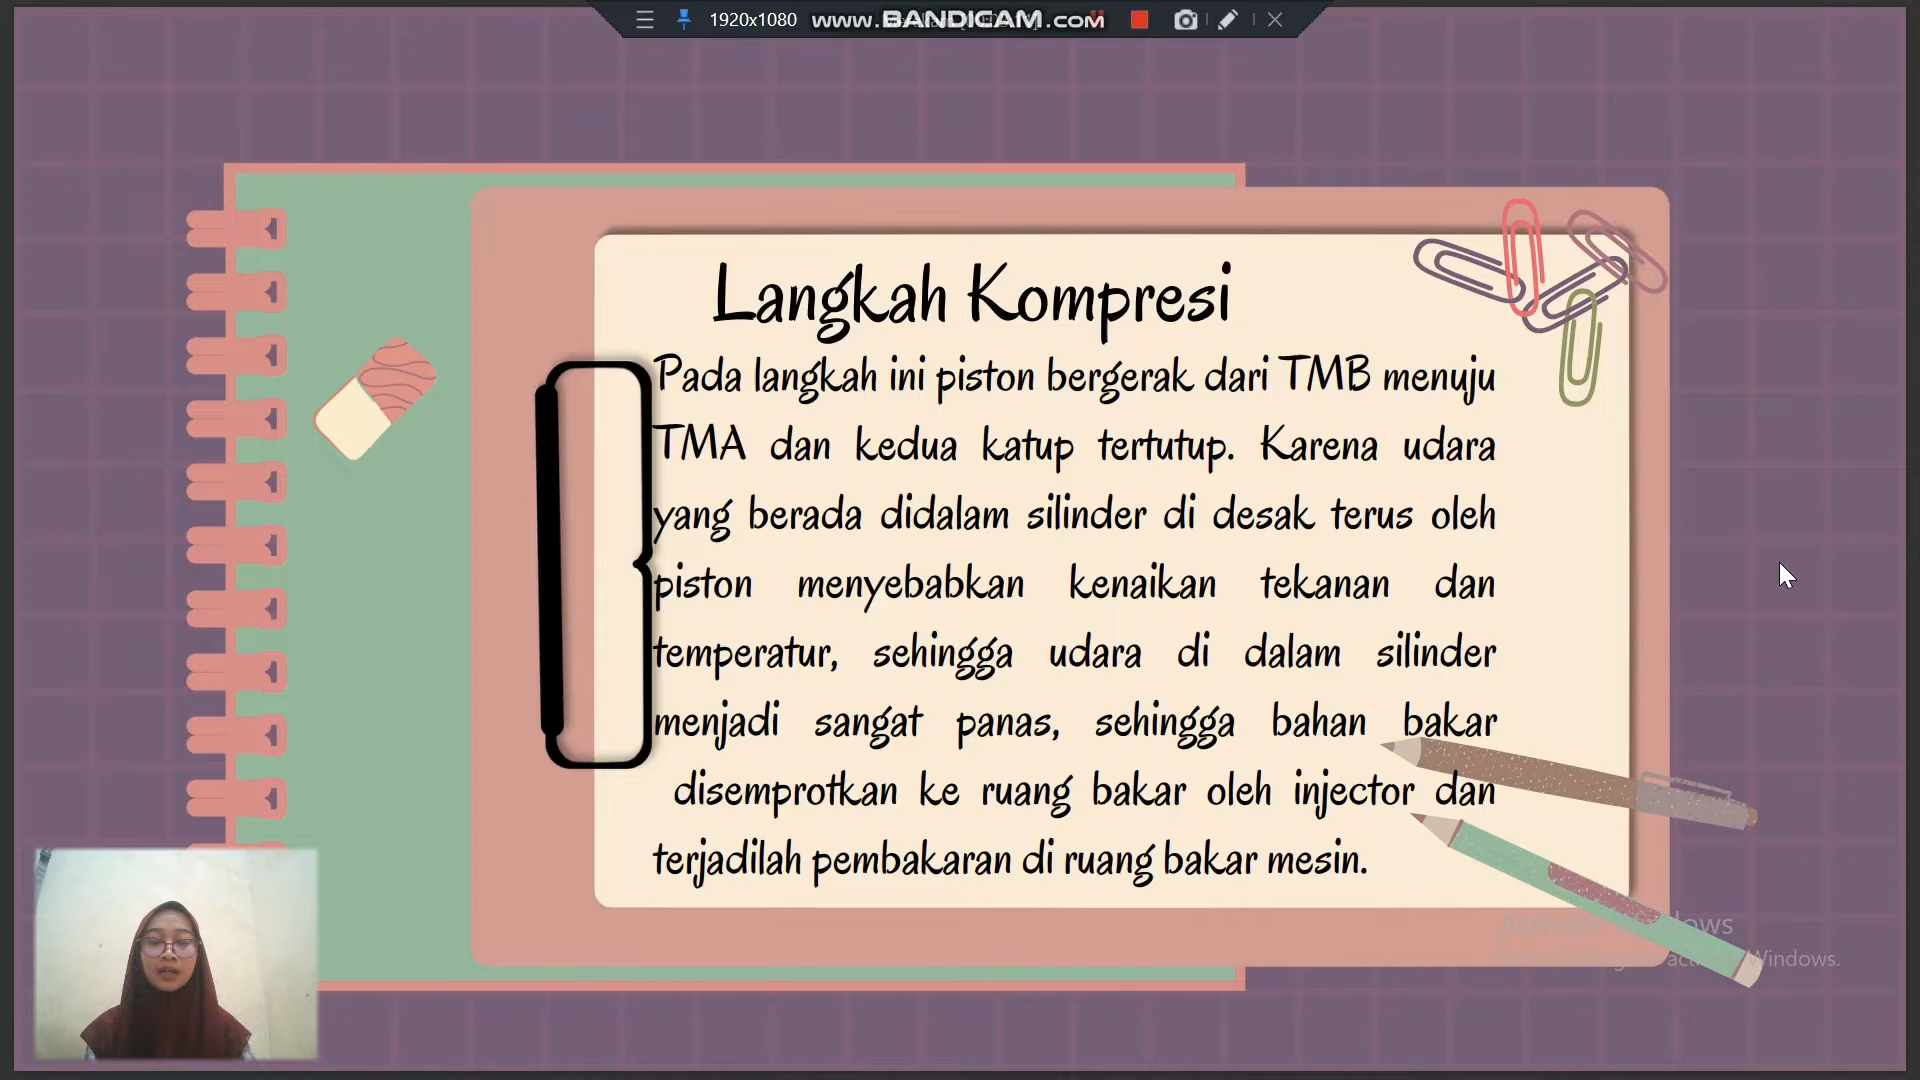 1920x1080
www.BANDICAM.com
Langkah Kompresi
Pada langkah ini piston bergerak dari TMB menuju
TMA dan kedua katup tertutup. Karena udara
yang berada didalam silinder di desak terus oleh
piston menyebabkan kenaikan tekanan dan
temperatur, sehingga udara di dalam silinder
menjadi sangat panas, sehingga bahan bakar
disemprotkan ke ruang bakar oleh injector dan
terjadilah pembakaran di ruang bakar mesin.
Activate Windows
Windows.